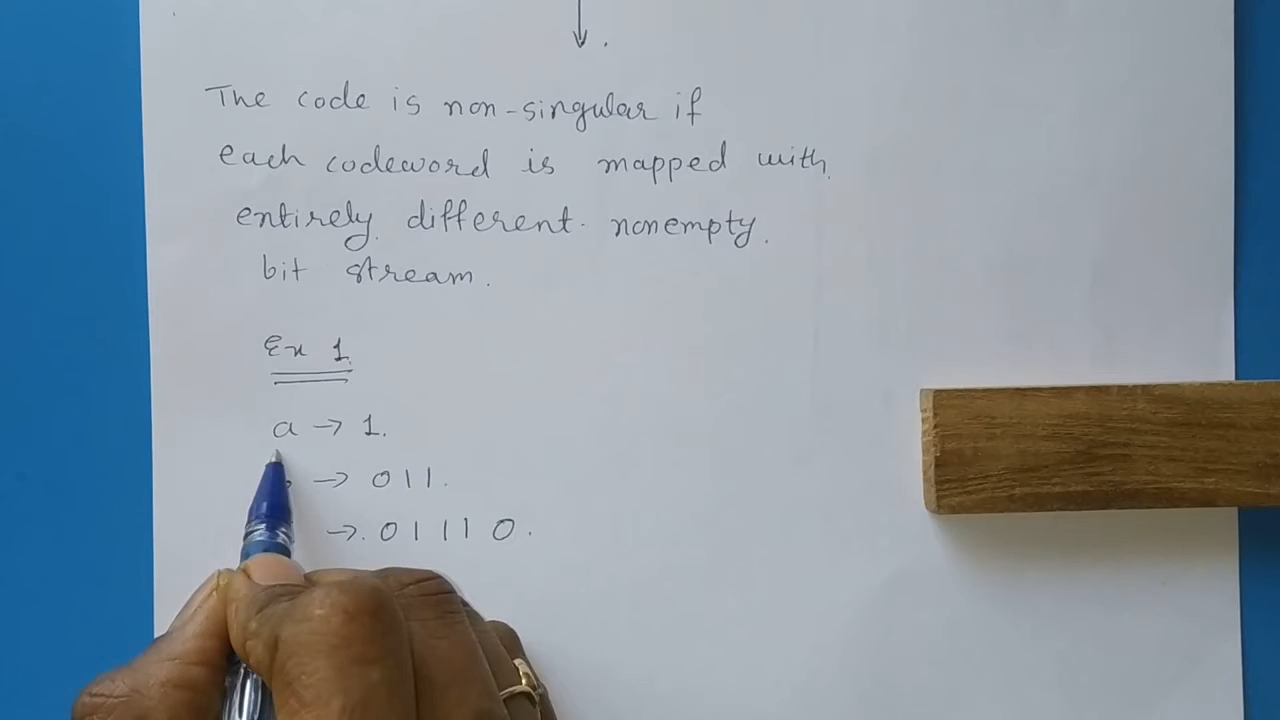 The code is non-singular if
each codeword is mapped with
entirely different nonempty.
bit stream.
Ex 1
a → 1.
→ 011.
→ 01110.